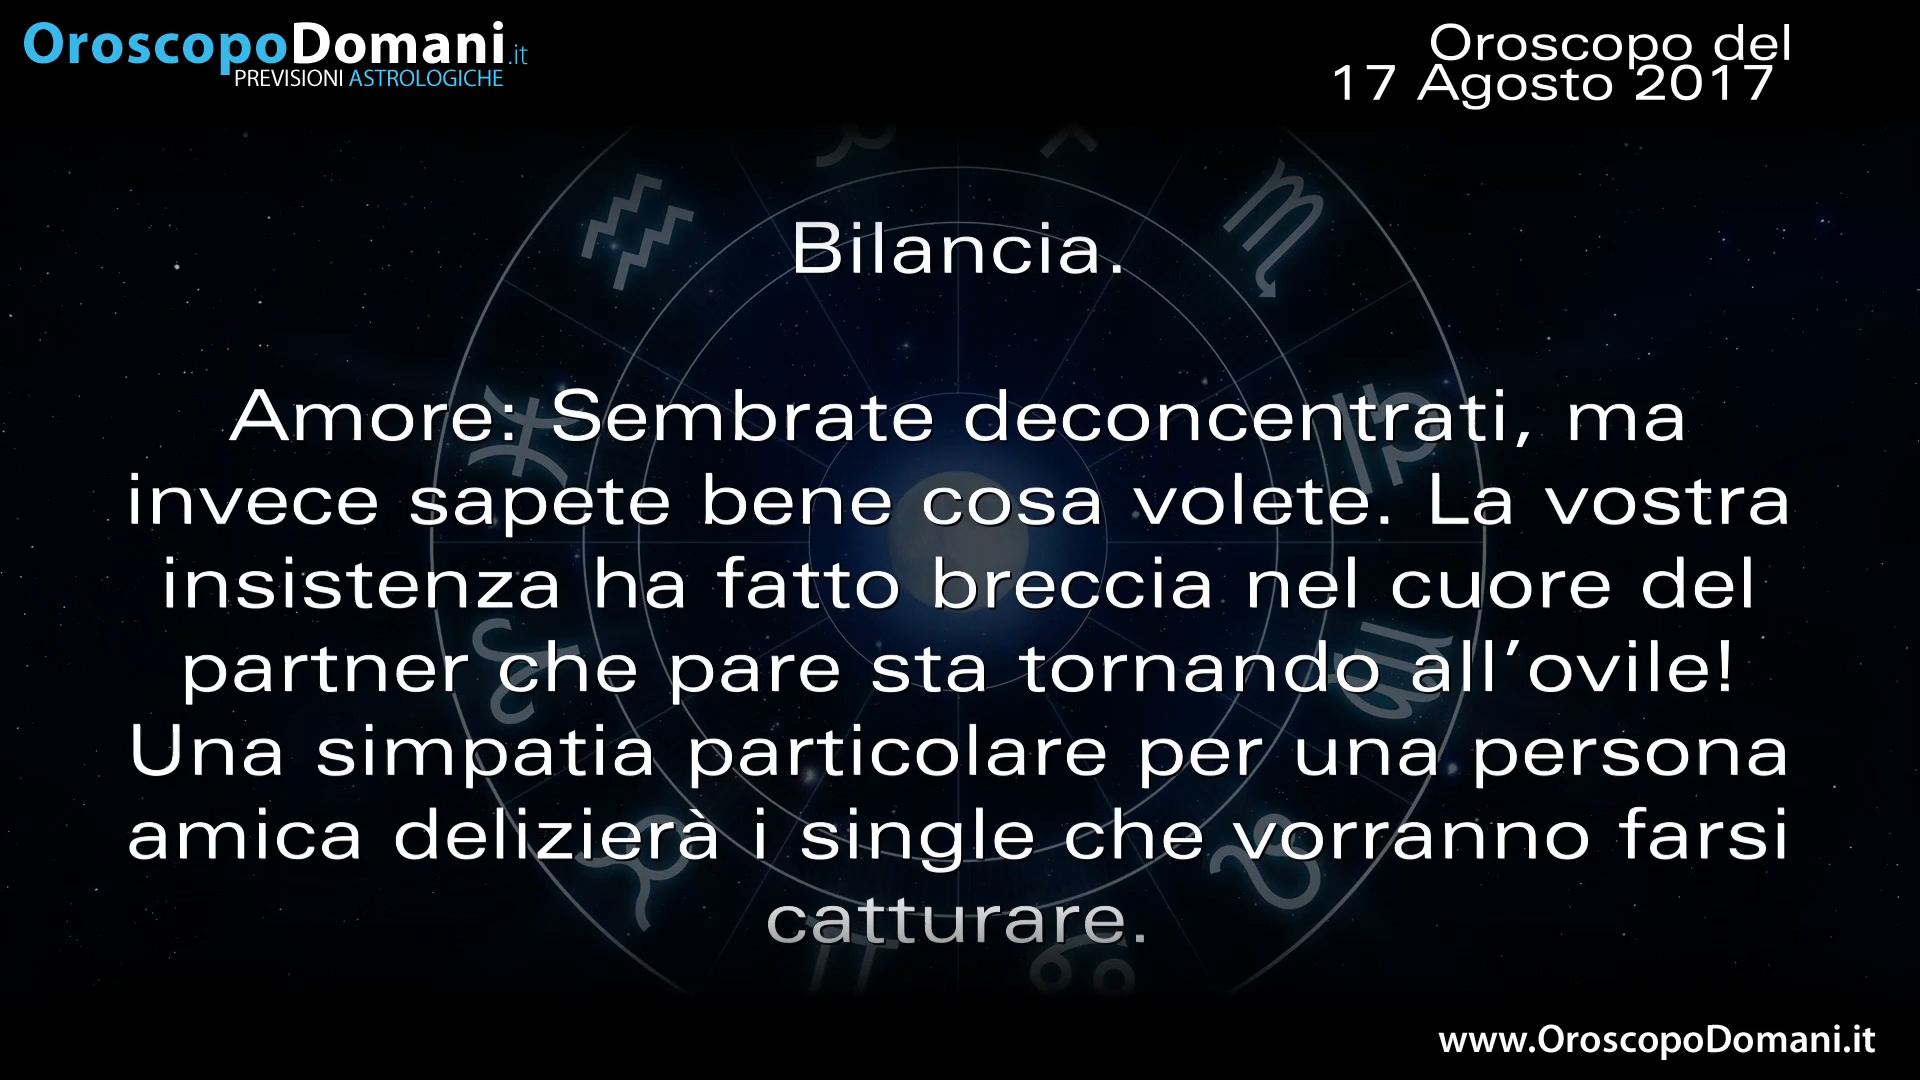 OroscopoDomani.it
PREVISIONI ASTROLOGICHE
Oroscopo del
17 Agosto 2017
Bilancia.
Amore: Sembrate deconcentrati, ma
invece sapete bene cosa volete. La vostra
insistenza ha fatto breccia nel cuore del
partner che pare sta tornando all’ovile!
Una simpatia particolare per una persona
amica delizierà i single che vorranno farsi
catturare.
www.OroscopoDomani.it